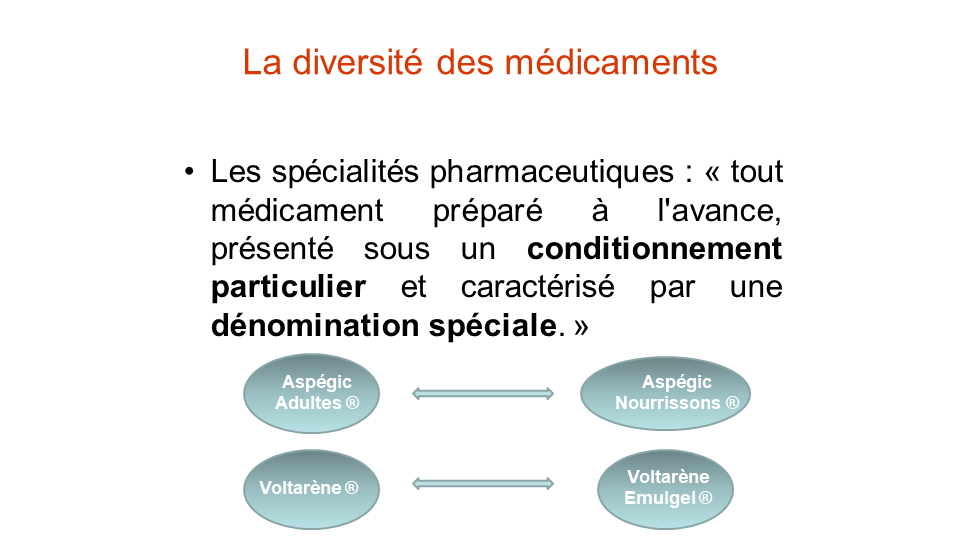 La diversité des médicaments
• Les spécialités pharmaceutiques : « tout
médicament préparé à l'avance,
présenté sous un conditionnement
particulier et caractérisé par une
dénomination spéciale. »
Aspégic
Adultes ®
Aspégic
Nourrissons ®
Voltarène ®
Voltarène
Emulgel ®